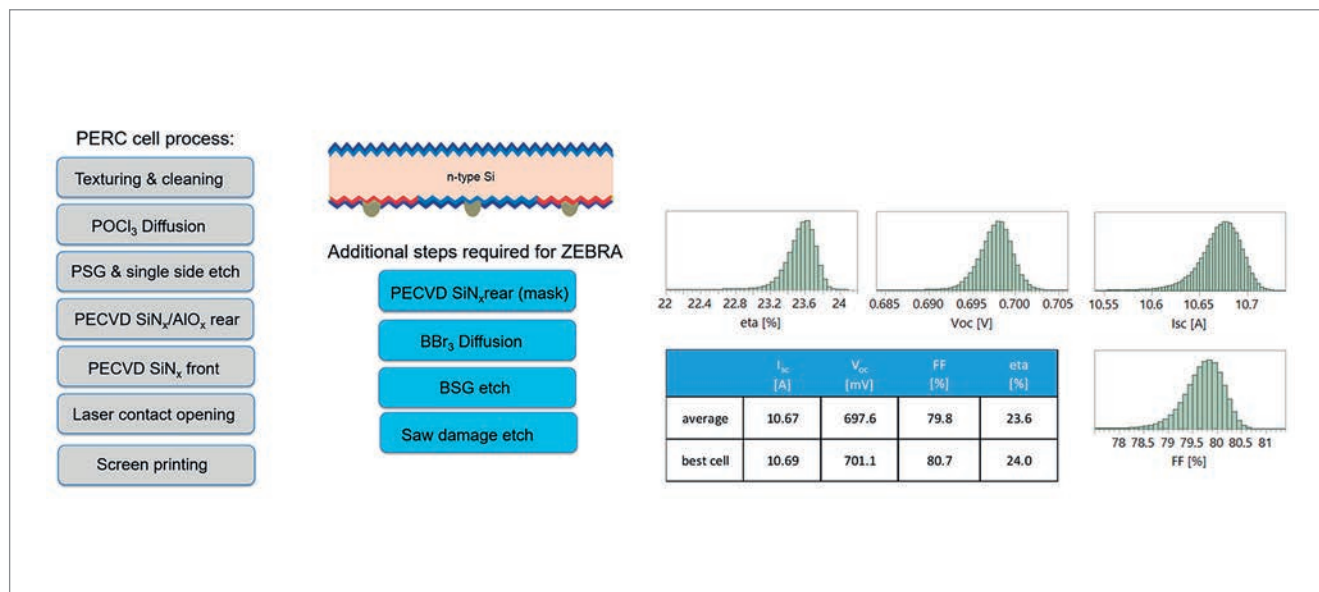 PERC cell process:
Texturing & cleaning
POCl₃ Diffusion
PSG & single side etch
PECVD SiNₓ/AlOₓ rear
PECVD SiNₓ front
Laser contact opening
Screen printing
n-type Si
Additional steps required for ZEBRA
PECVD SiNₓrear (mask)
BBr₃ Diffusion
BSG etch
Saw damage etch
22 22.4 22.8 23.2 23.6 24
eta [%]
0.685 0.690 0.695 0.700 0.705
Voc [V]
10.55 10.6 10.65 10.7
Isc [A]
Isc Voc FF eta
[A] [mV] [%] [%]
average 10.67 697.6 79.8 23.6
best cell 10.69 701.1 80.7 24.0
78 78.5 79 79.5 80 80.5 81
FF [%]